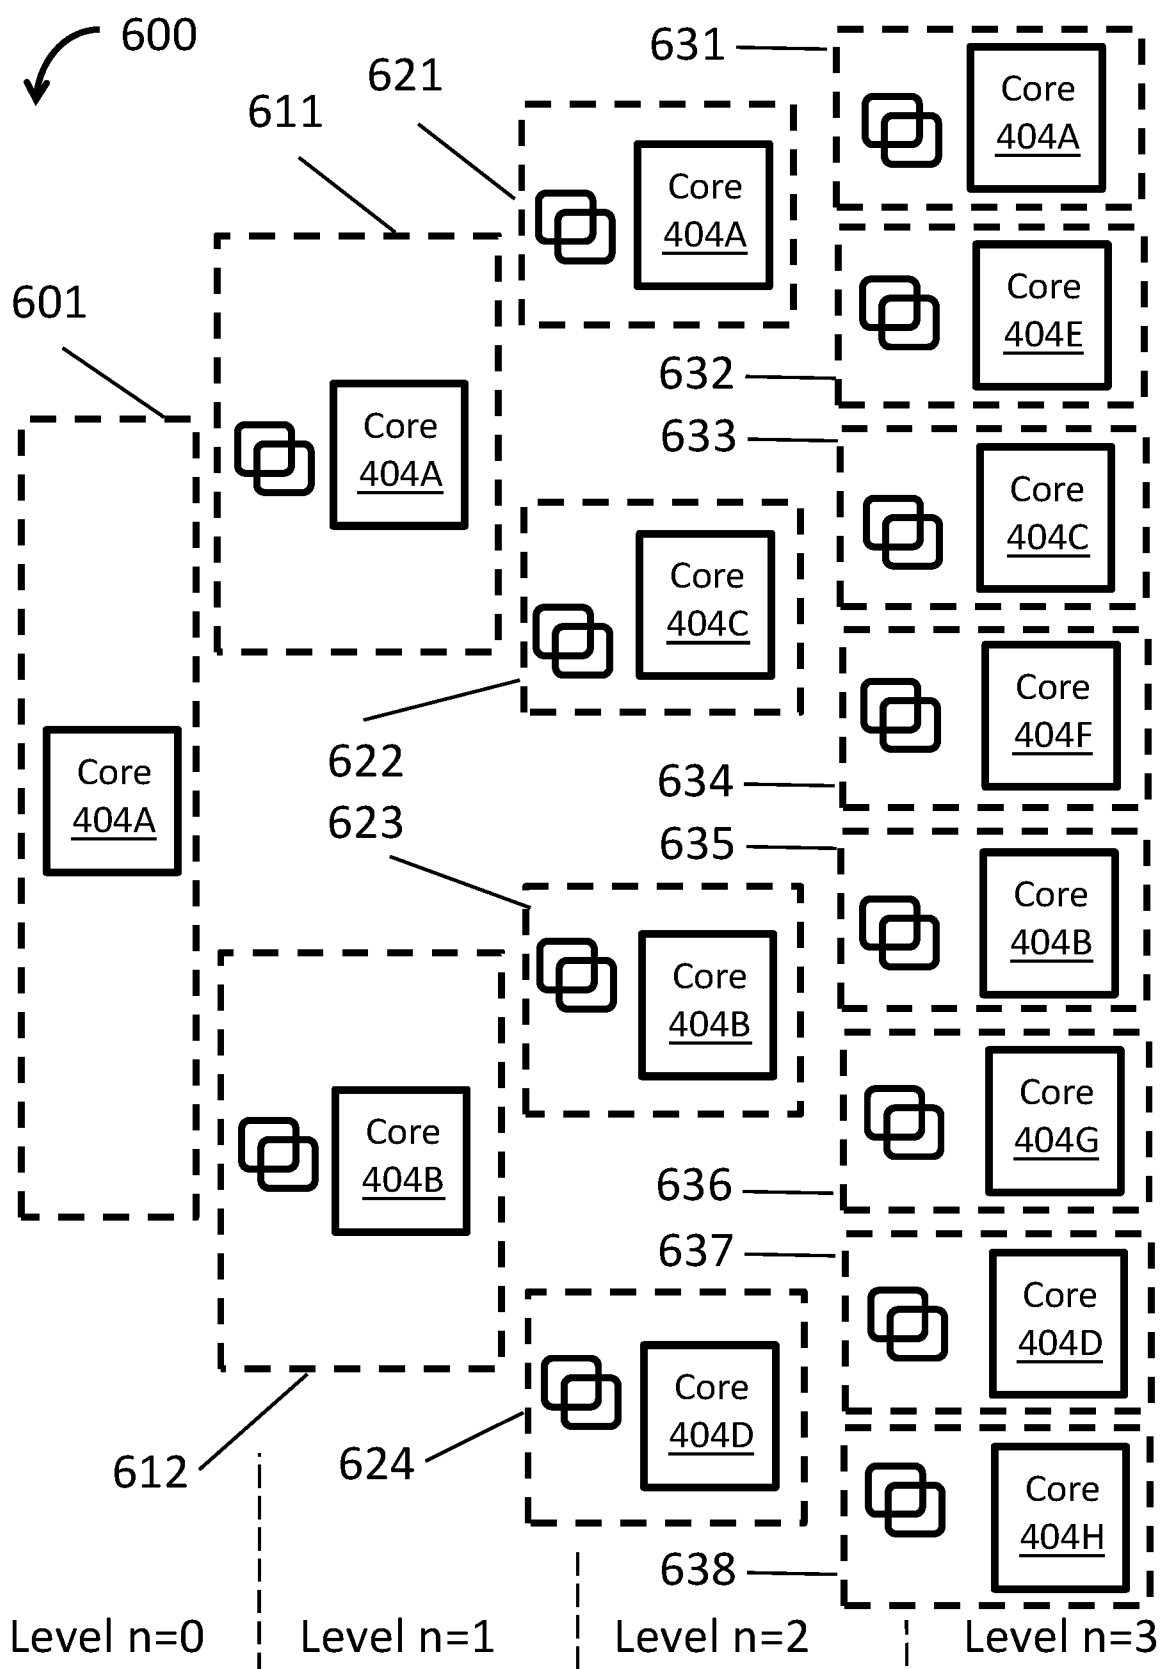 600
601
Core
404A
611
Core
404A
Core
404B
612
621
Core
404A
Core
404C
622
623
Core
404B
Core
404D
624
631
Core
404A
Core
404E
632
633
Core
404C
Core
404F
634
635
Core
404B
Core
404G
636
637
Core
404D
Core
404H
638
Level n=0
Level n=1
Level n=2
Level n=3